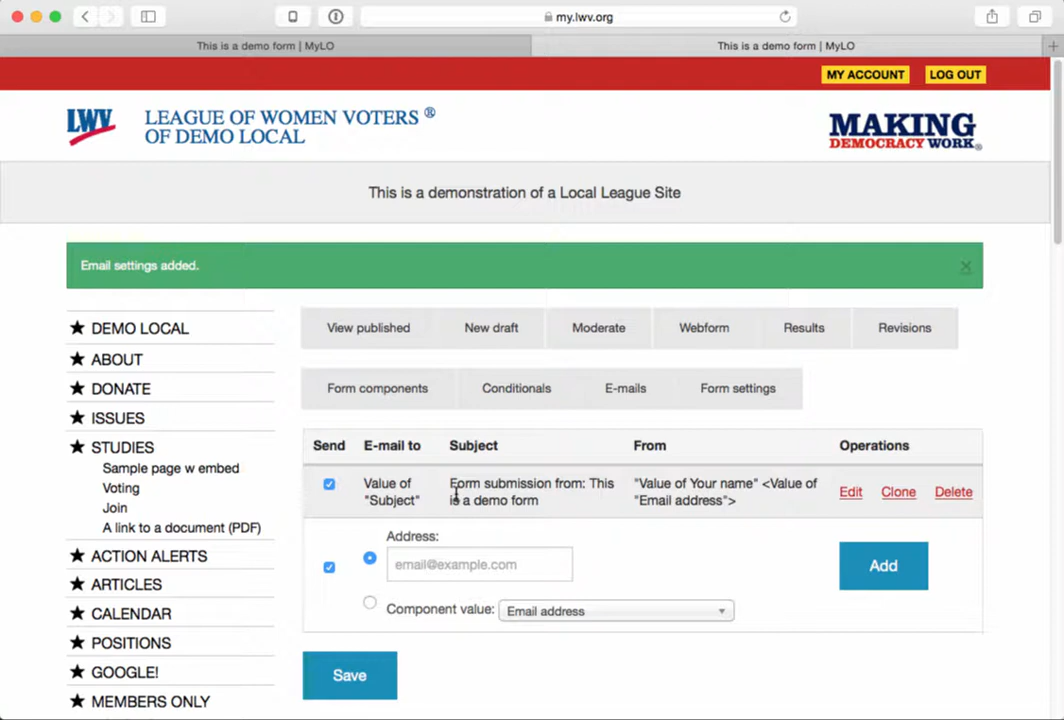 my.lwv.org
This is a demo form | MyLO
This is a demo form | MyLO
MY ACCOUNT
LOG OUT
LWV
LEAGUE OF WOMEN VOTERS ®
OF DEMO LOCAL
MAKING
DEMOCRACY WORK®
This is a demonstration of a Local League Site
Email settings added.
×
★ DEMO LOCAL
★ ABOUT
★ DONATE
★ ISSUES
★ STUDIES
Sample page w embed
Voting
Join
A link to a document (PDF)
★ ACTION ALERTS
★ ARTICLES
★ CALENDAR
★ POSITIONS
★ GOOGLE!
★ MEMBERS ONLY
View published
New draft
Moderate
Webform
Results
Revisions
Form components
Conditionals
E-mails
Form settings
Send
E-mail to
Subject
From
Operations
Value of
"Subject"
Form submission from: This
is a demo form
"Value of Your name" <Value of
"Email address">
Edit
Clone
Delete
Address:
email@example.com
Component value:
Email address
Add
Save